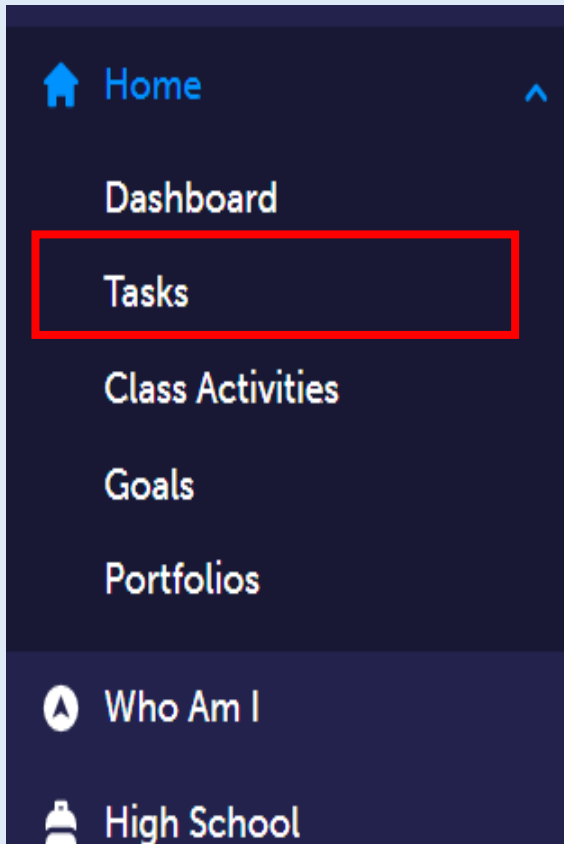 Home
Dashboard
Tasks
Class Activities
Goals
Portfolios
Who Am I
High School